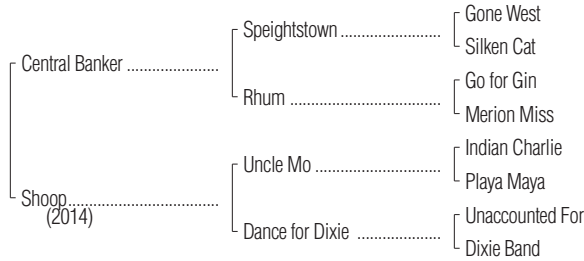 Gone West
Speightstown
Silken Cat
Central Banker
Go for Gin
Rhum
Merion Miss
Indian Charlie
Uncle Mo
Playa Maya
Shoop
(2014)
Unaccounted For
Dance for Dixie
Dixie Band